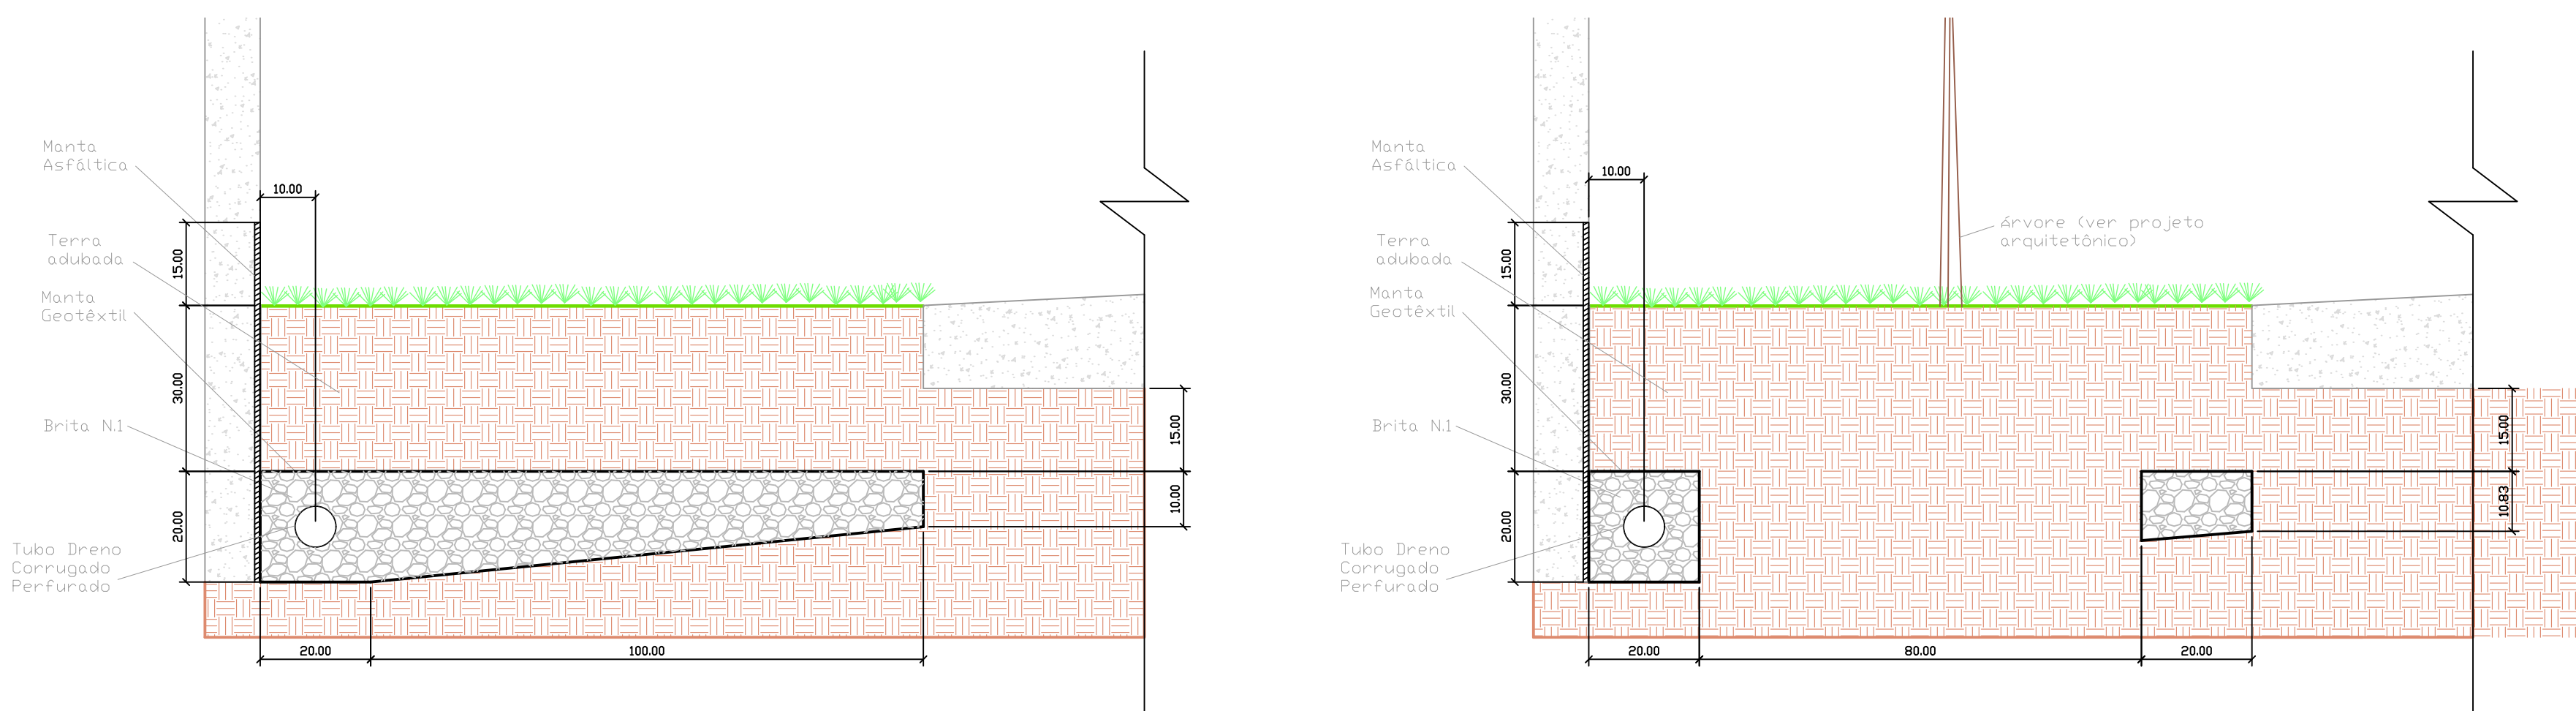 Manta
Asfáltica
10.00
15.00
Terra
adubada
Manta
Geotêxtil
30.00
Brita N.1
15.00
20.00
10.00
Tubo Dreno
Corrugado
Perfurado
20.00
100.00
Manta
Asfáltica
10.00
Árvore (ver projeto
arquitetônico)
15.00
Terra
adubada
Manta
Geotêxtil
30.00
Brita N.1
15.00
20.00
10.83
Tubo Dreno
Corrugado
Perfurado
20.00
80.00
20.00